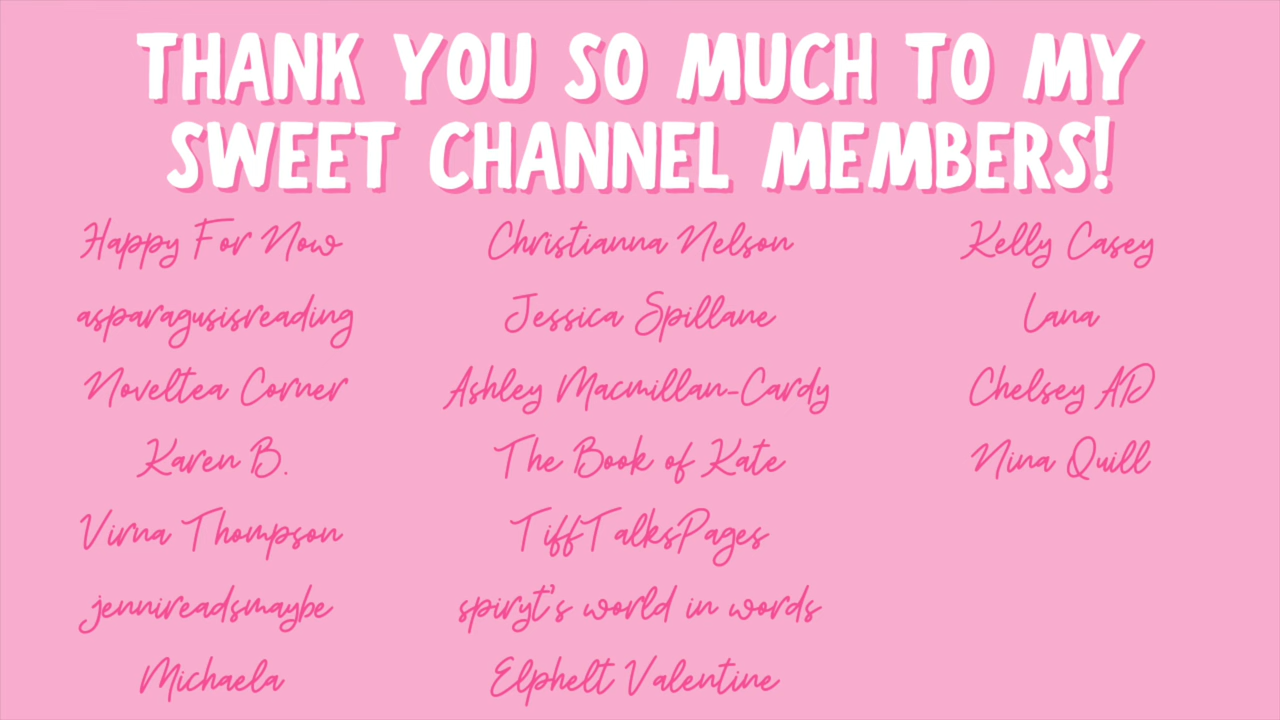 THANK YOU SO MUCH TO MY
SWEET CHANNEL MEMBERS!
Happy For Now
asparagusisreading
Noveltea Corner
Karen B.
Virna Thompson
jennireadsmaybe
Michaela
Christianna Nelson
Jessica Spillane
Ashley Macmillan-Cardy
The Book of Kate
TiffTalksPages
spiryt's world in words
Elphelt Valentine
Kelly Casey
Lana
Chelsey AD
Nina Quill